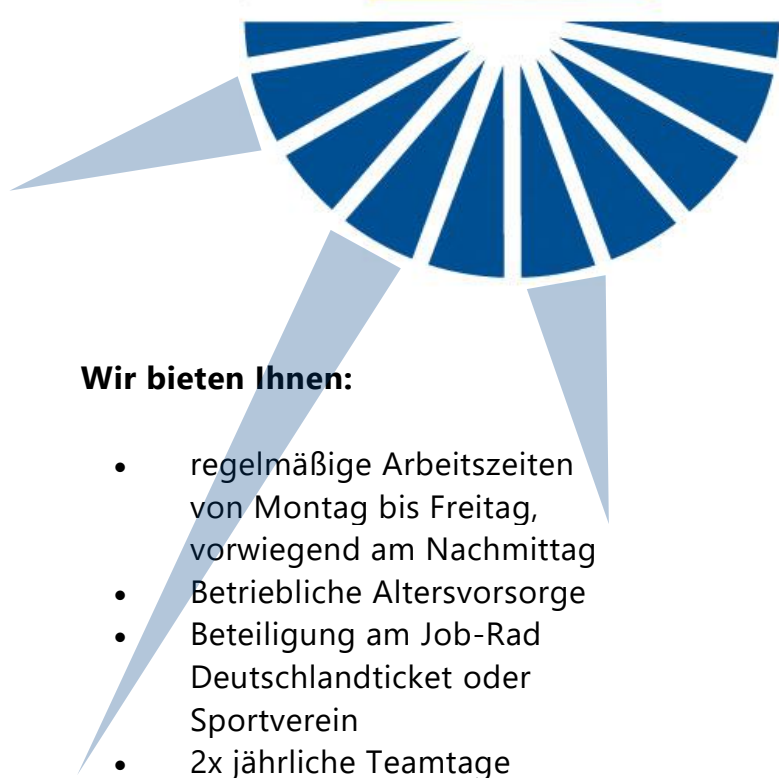 Wir bieten Ihnen:
• regelmäßige Arbeitszeiten
von Montag bis Freitag,
vorwiegend am Nachmittag
• Betriebliche Altersvorsorge
• Beteiligung am Job-Rad
Deutschlandticket oder
Sportverein
• 2x jährliche Teamtage